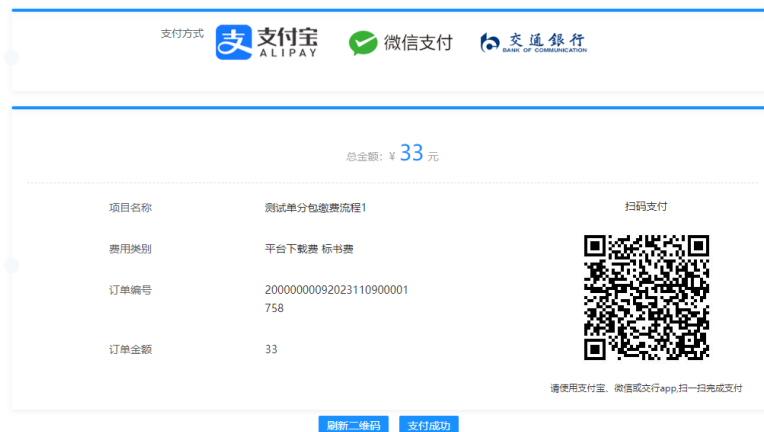 支付方式
支付宝
ALIPAY
微信支付
交通銀行
BANK OF COMMUNICATION
总金额：¥ 33 元
项目名称 测试单分包缴费流程1
扫码支付
费用类别 平台下载费 标书费
订单编号 2000000009202311090000​1
758
订单金额 33
请使用支付宝、微信或交行app,扫一扫完成支付
刷新二维码 支付成功